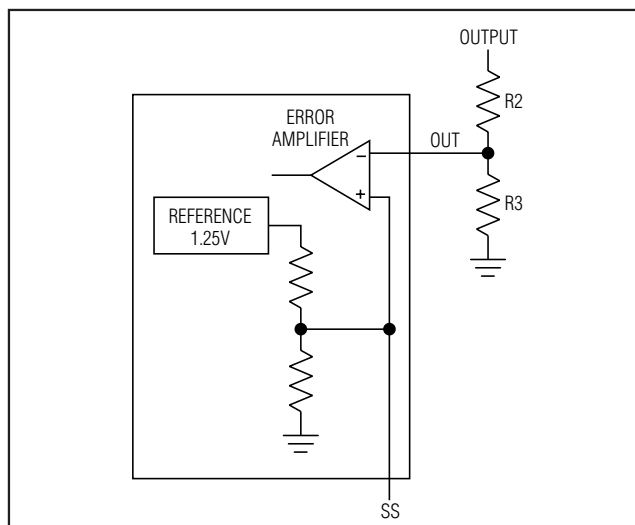 OUTPUT
R2
ERROR
AMPLIFIER
OUT
−
+
REFERENCE
1.25V
R3
SS